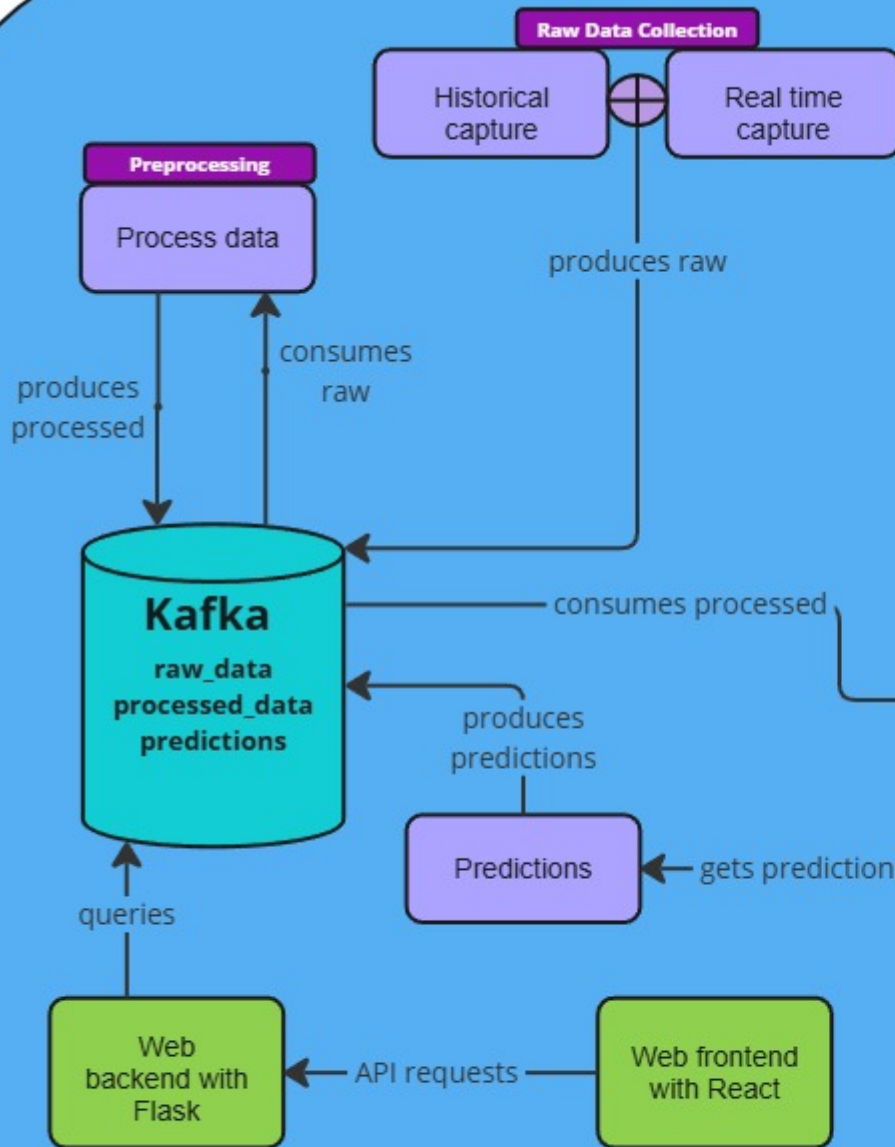 Raw Data Collection
Historical
capture
Real time
capture
Preprocessing
Process data
produces raw
consumes
raw
produces
processed
Kafka
raw_data
processed_data
predictions
consumes processed
produces
predictions
Predictions
gets prediction
queries
Web
backend with
Flask
API requests
Web frontend
with React